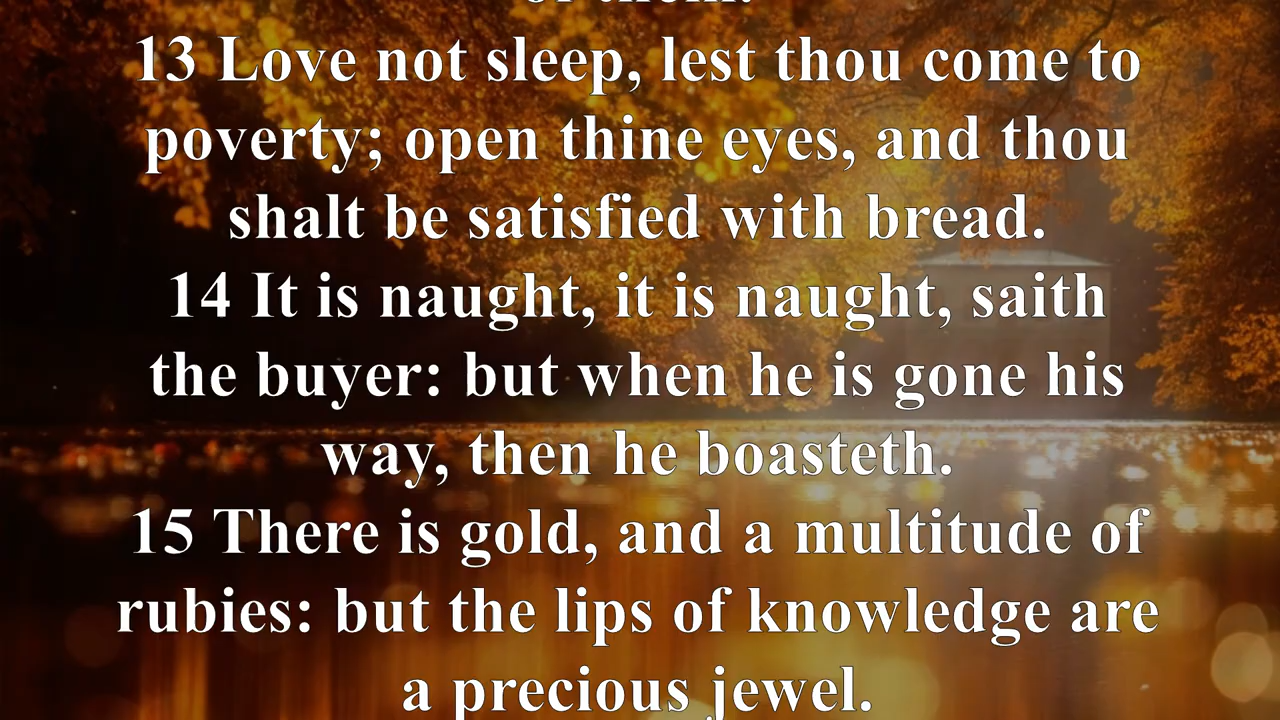 13 Love not sleep, lest thou come to
poverty; open thine eyes, and thou
shalt be satisfied with bread.
14 It is naught, it is naught, saith
the buyer: but when he is gone his
way, then he boasteth.
15 There is gold, and a multitude of
rubies: but the lips of knowledge are
a precious jewel.